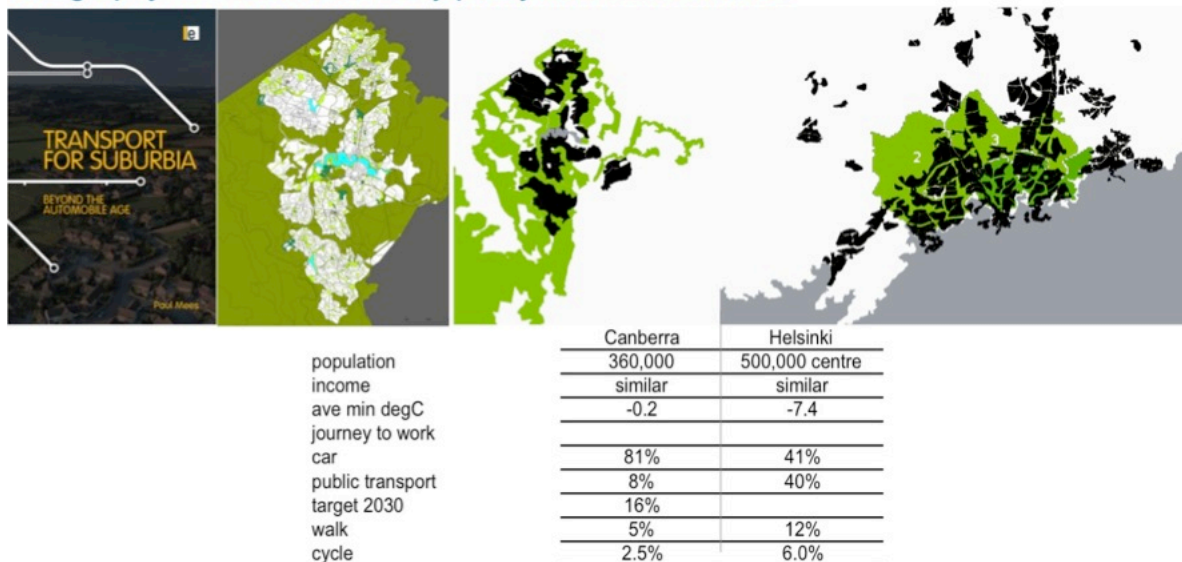 e
TRANSPORT
FOR SUBURBIA
BEYOND THE
AUTOMOBILE AGE
Paul Mees
2
3
Canberra Helsinki
population 360,000 500,000 centre
income similar similar
ave min degC -0.2 -7.4
journey to work
car 81% 41%
public transport 8% 40%
target 2030 16%
walk 5% 12%
cycle 2.5% 6.0%